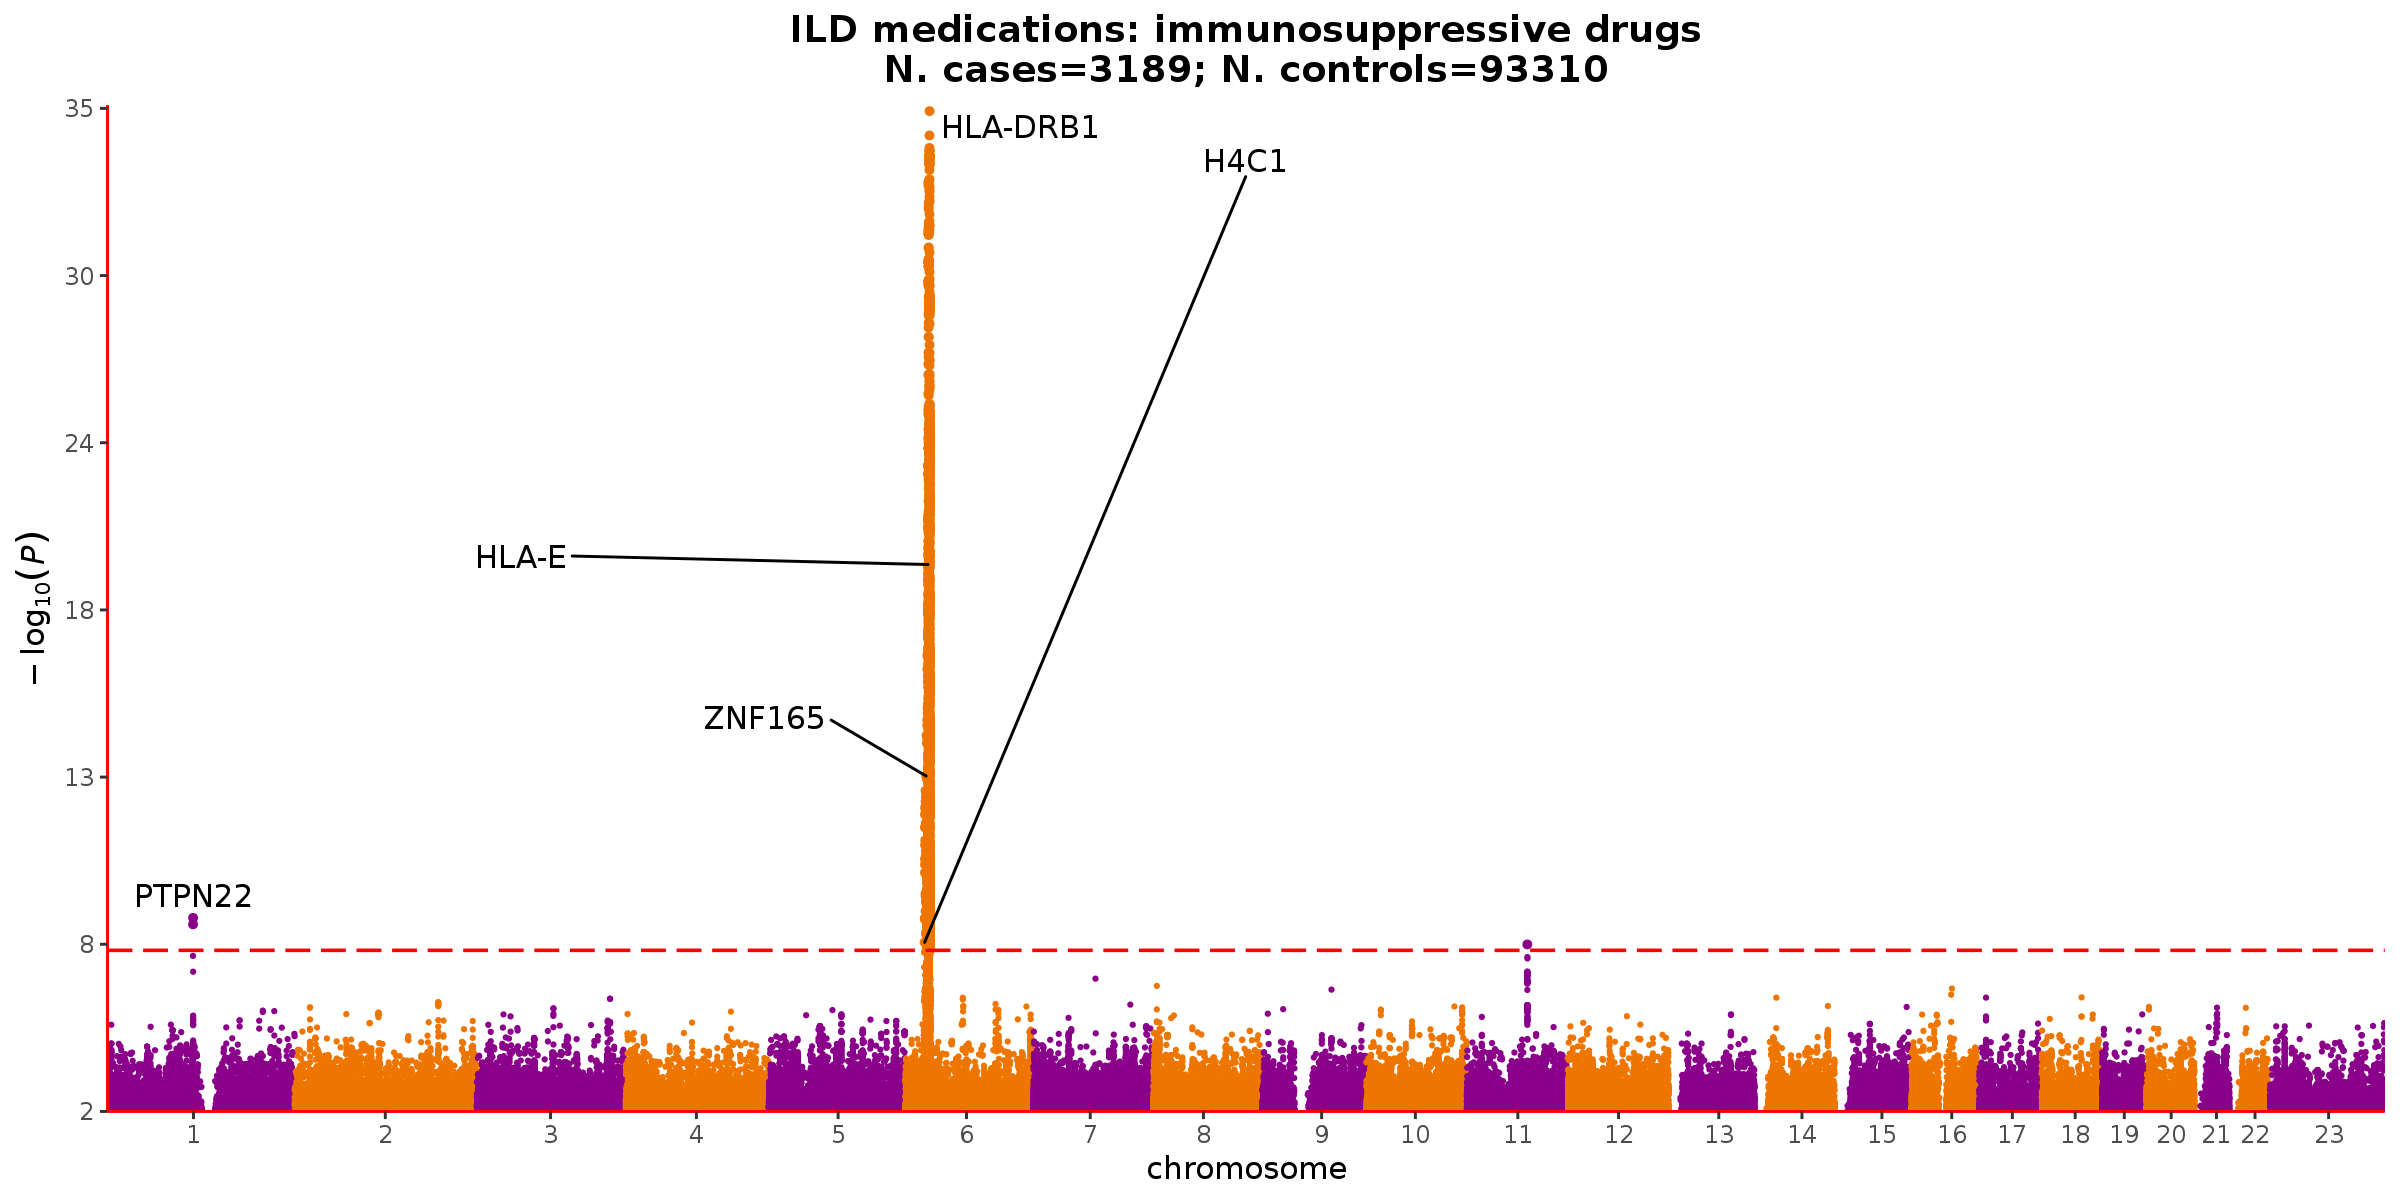 ILD medications: immunosuppressive drugs
N. cases=3189; N. controls=93310
35
HLA-DRB1
H4C1
30
24
HLA-E
18
ZNF165
13
PTPN22
8
2
−log₁₀(P)
1 2 3 4 5 6 7 8 9 10 11 12 13 14 15 16 17 18 19 20 21 22 23
chromosome